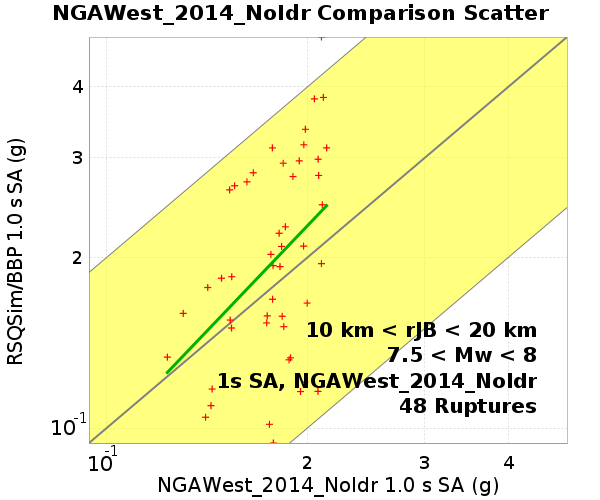 NGAWest_2014_NoIdr Comparison Scatter
RSQSim/BBP 1.0 s SA (g)
4
3
2
10-1
10 km < rJB < 20 km
7.5 < Mw < 8
1s SA, NGAWest_2014_NoIdr
48 Ruptures
10-1
2
3
4
NGAWest_2014_NoIdr 1.0 s SA (g)